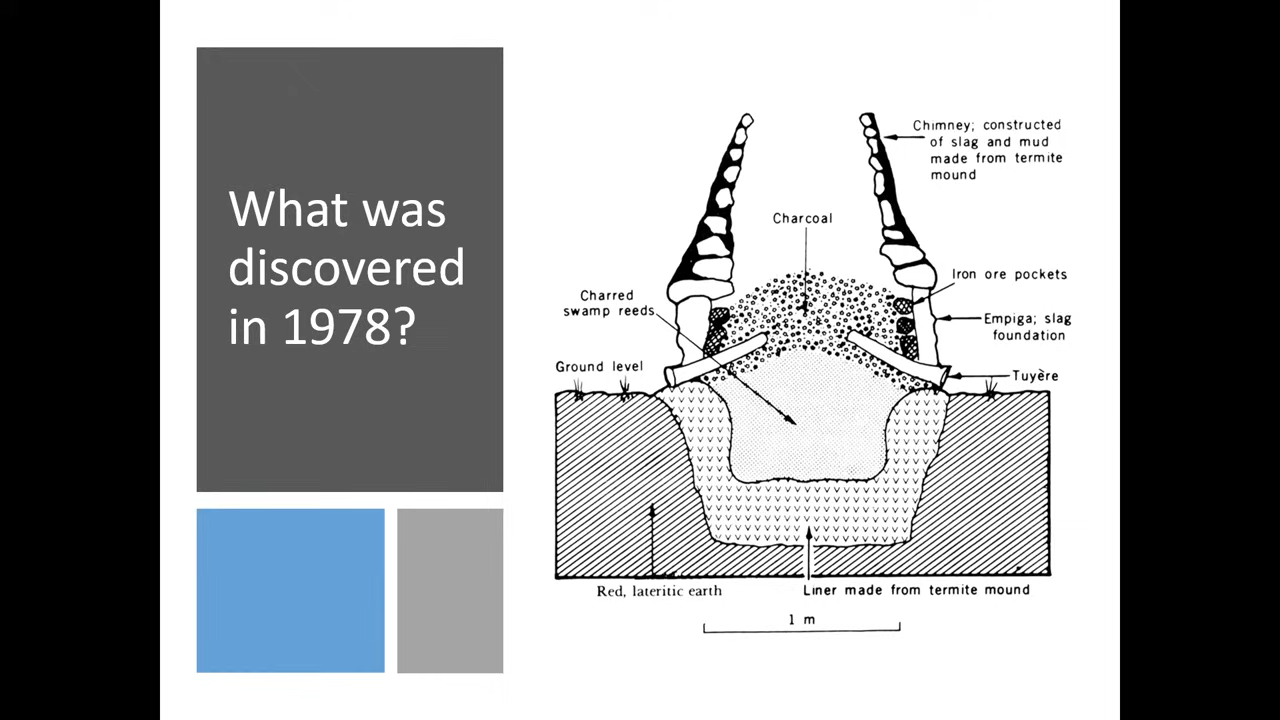 What was
discovered
in 1978?
Chimney; constructed
of slag and mud
made from termite
mound
Charcoal
Iron ore pockets
Charred
swamp reeds
Empiga; slag
foundation
Ground level
Tuyère
Red, lateritic earth
Liner made from termite mound
1 m